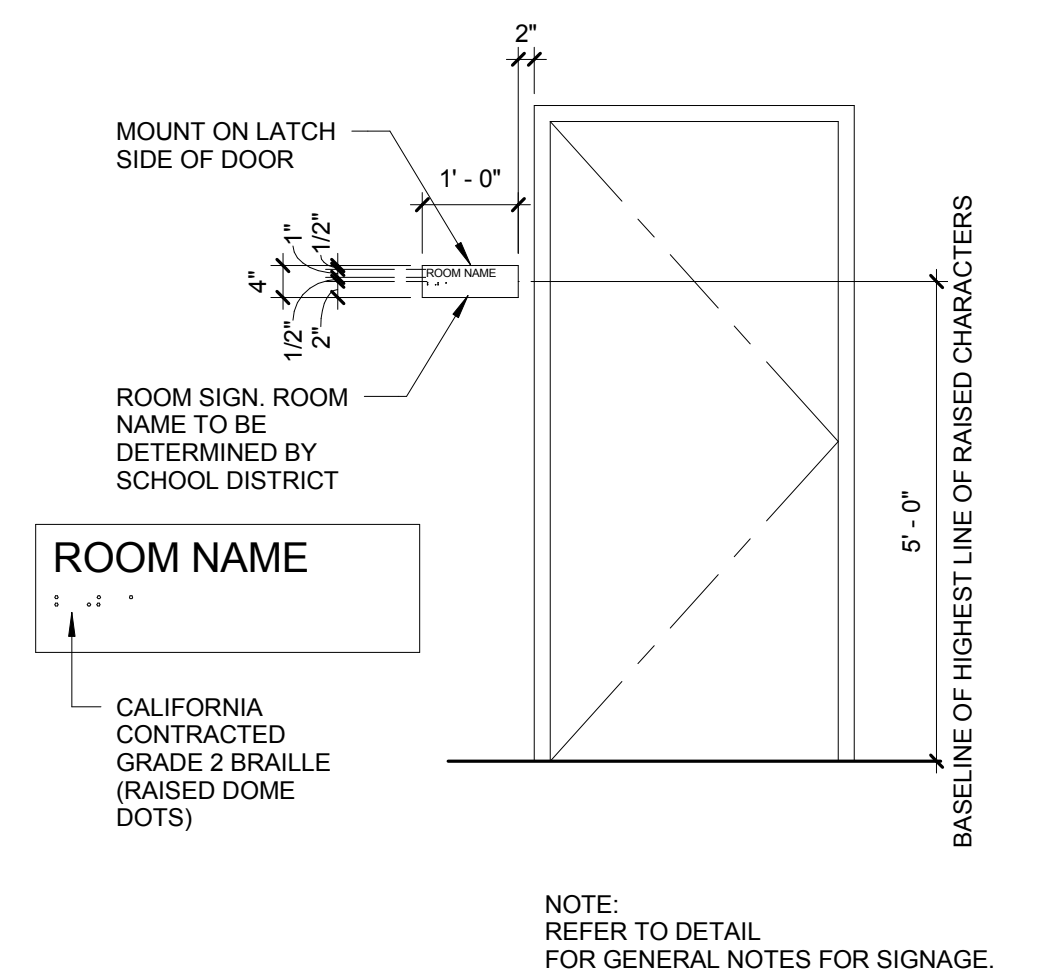 2"
MOUNT ON LATCH
SIDE OF DOOR
1' - 0"
1"
1/2"
4"
1/2"
2"
ROOM NAME
ROOM SIGN. ROOM
NAME TO BE
DETERMINED BY
SCHOOL DISTRICT
5' - 0"
BASELINE OF HIGHEST LINE OF RAISED CHARACTERS
ROOM NAME
CALIFORNIA
CONTRACTED
GRADE 2 BRAILLE
(RAISED DOME
DOTS)
NOTE:
REFER TO DETAIL
FOR GENERAL NOTES FOR SIGNAGE.